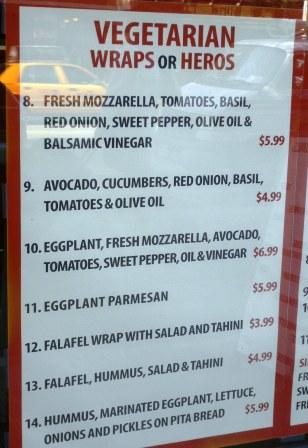 VEGETARIAN
WRAPS OR HEROS
8. FRESH MOZZARELLA, TOMATOES, BASIL,
RED ONION, SWEET PEPPER, OLIVE OIL &
BALSAMIC VINEGAR $5.99
9. AVOCADO, CUCUMBERS, RED ONION, BASIL,
TOMATOES & OLIVE OIL $4.99
10. EGGPLANT, FRESH MOZZARELLA, AVOCADO,
TOMATOES, SWEET PEPPER, OIL & VINEGAR $6.99
11. EGGPLANT PARMESAN $5.99
12. FALAFEL WRAP WITH SALAD AND TAHINI $3.99
13. FALAFEL, HUMMUS, SALAD & TAHINI $4.99
14. HUMMUS, MARINATED EGGPLANT, LETTUCE,
ONIONS AND PICKLES ON PITA BREAD $5.99